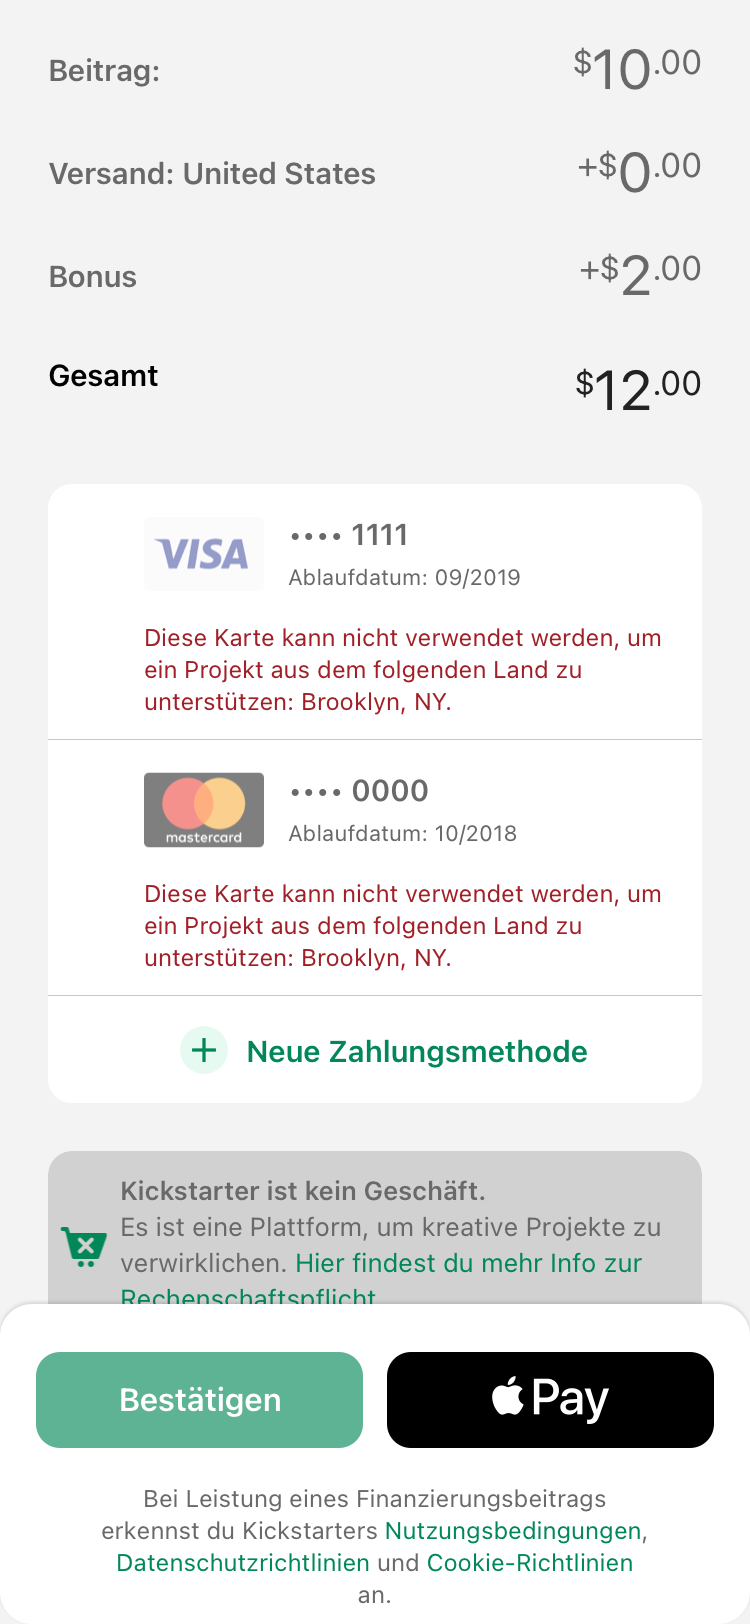 Beitrag: $10.00
Versand: United States +$0.00
Bonus +$2.00
Gesamt $12.00
VISA •••• 1111
Ablaufdatum: 09/2019
Diese Karte kann nicht verwendet werden, um
ein Projekt aus dem folgenden Land zu
unterstützen: Brooklyn, NY.
•••• 0000
mastercard Ablaufdatum: 10/2018
Diese Karte kann nicht verwendet werden, um
ein Projekt aus dem folgenden Land zu
unterstützen: Brooklyn, NY.
+ Neue Zahlungsmethode
Kickstarter ist kein Geschäft.
Es ist eine Plattform, um kreative Projekte zu
verwirklichen. Hier findest du mehr Info zur
Rechenschaftspflicht
Bestätigen Pay
Bei Leistung eines Finanzierungsbeitrags
erkennst du Kickstarters Nutzungsbedingungen,
Datenschutzrichtlinien und Cookie-Richtlinien
an.